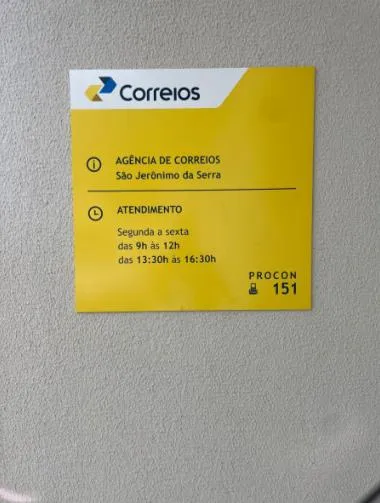 Correios
AGÊNCIA DE CORREIOS
São Jerônimo da Serra
ATENDIMENTO
Segunda a sexta
das 9h às 12h
das 13:30h às 16:30h
PROCON
151